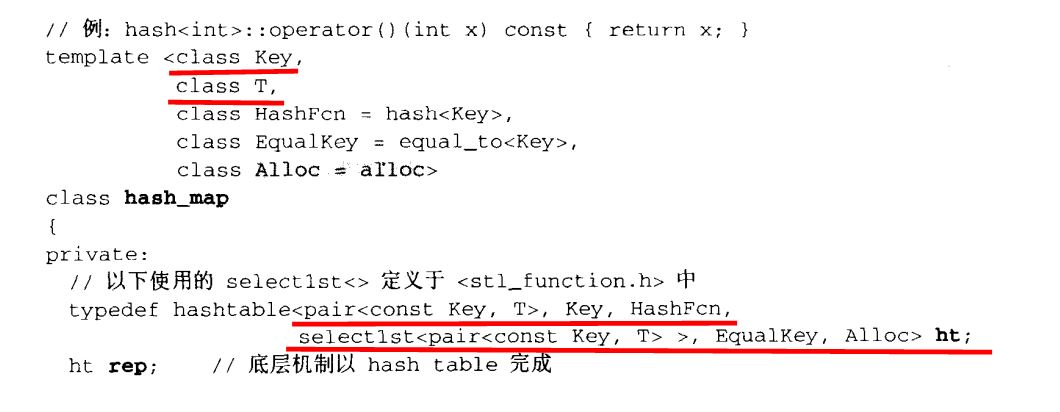 // 例：hash<int>::operator()(int x) const { return x; }
template <class Key,
class T,
class HashFcn = hash<Key>,
class EqualKey = equal_to<Key>,
class Alloc = alloc>
class hash_map
{
private:
// 以下使用的 select1st<> 定义于 <stl_function.h> 中
typedef hashtable<pair<const Key, T>, Key, HashFcn,
select1st<pair<const Key, T> >, EqualKey, Alloc> ht;
ht rep; // 底层机制以 hash table 完成